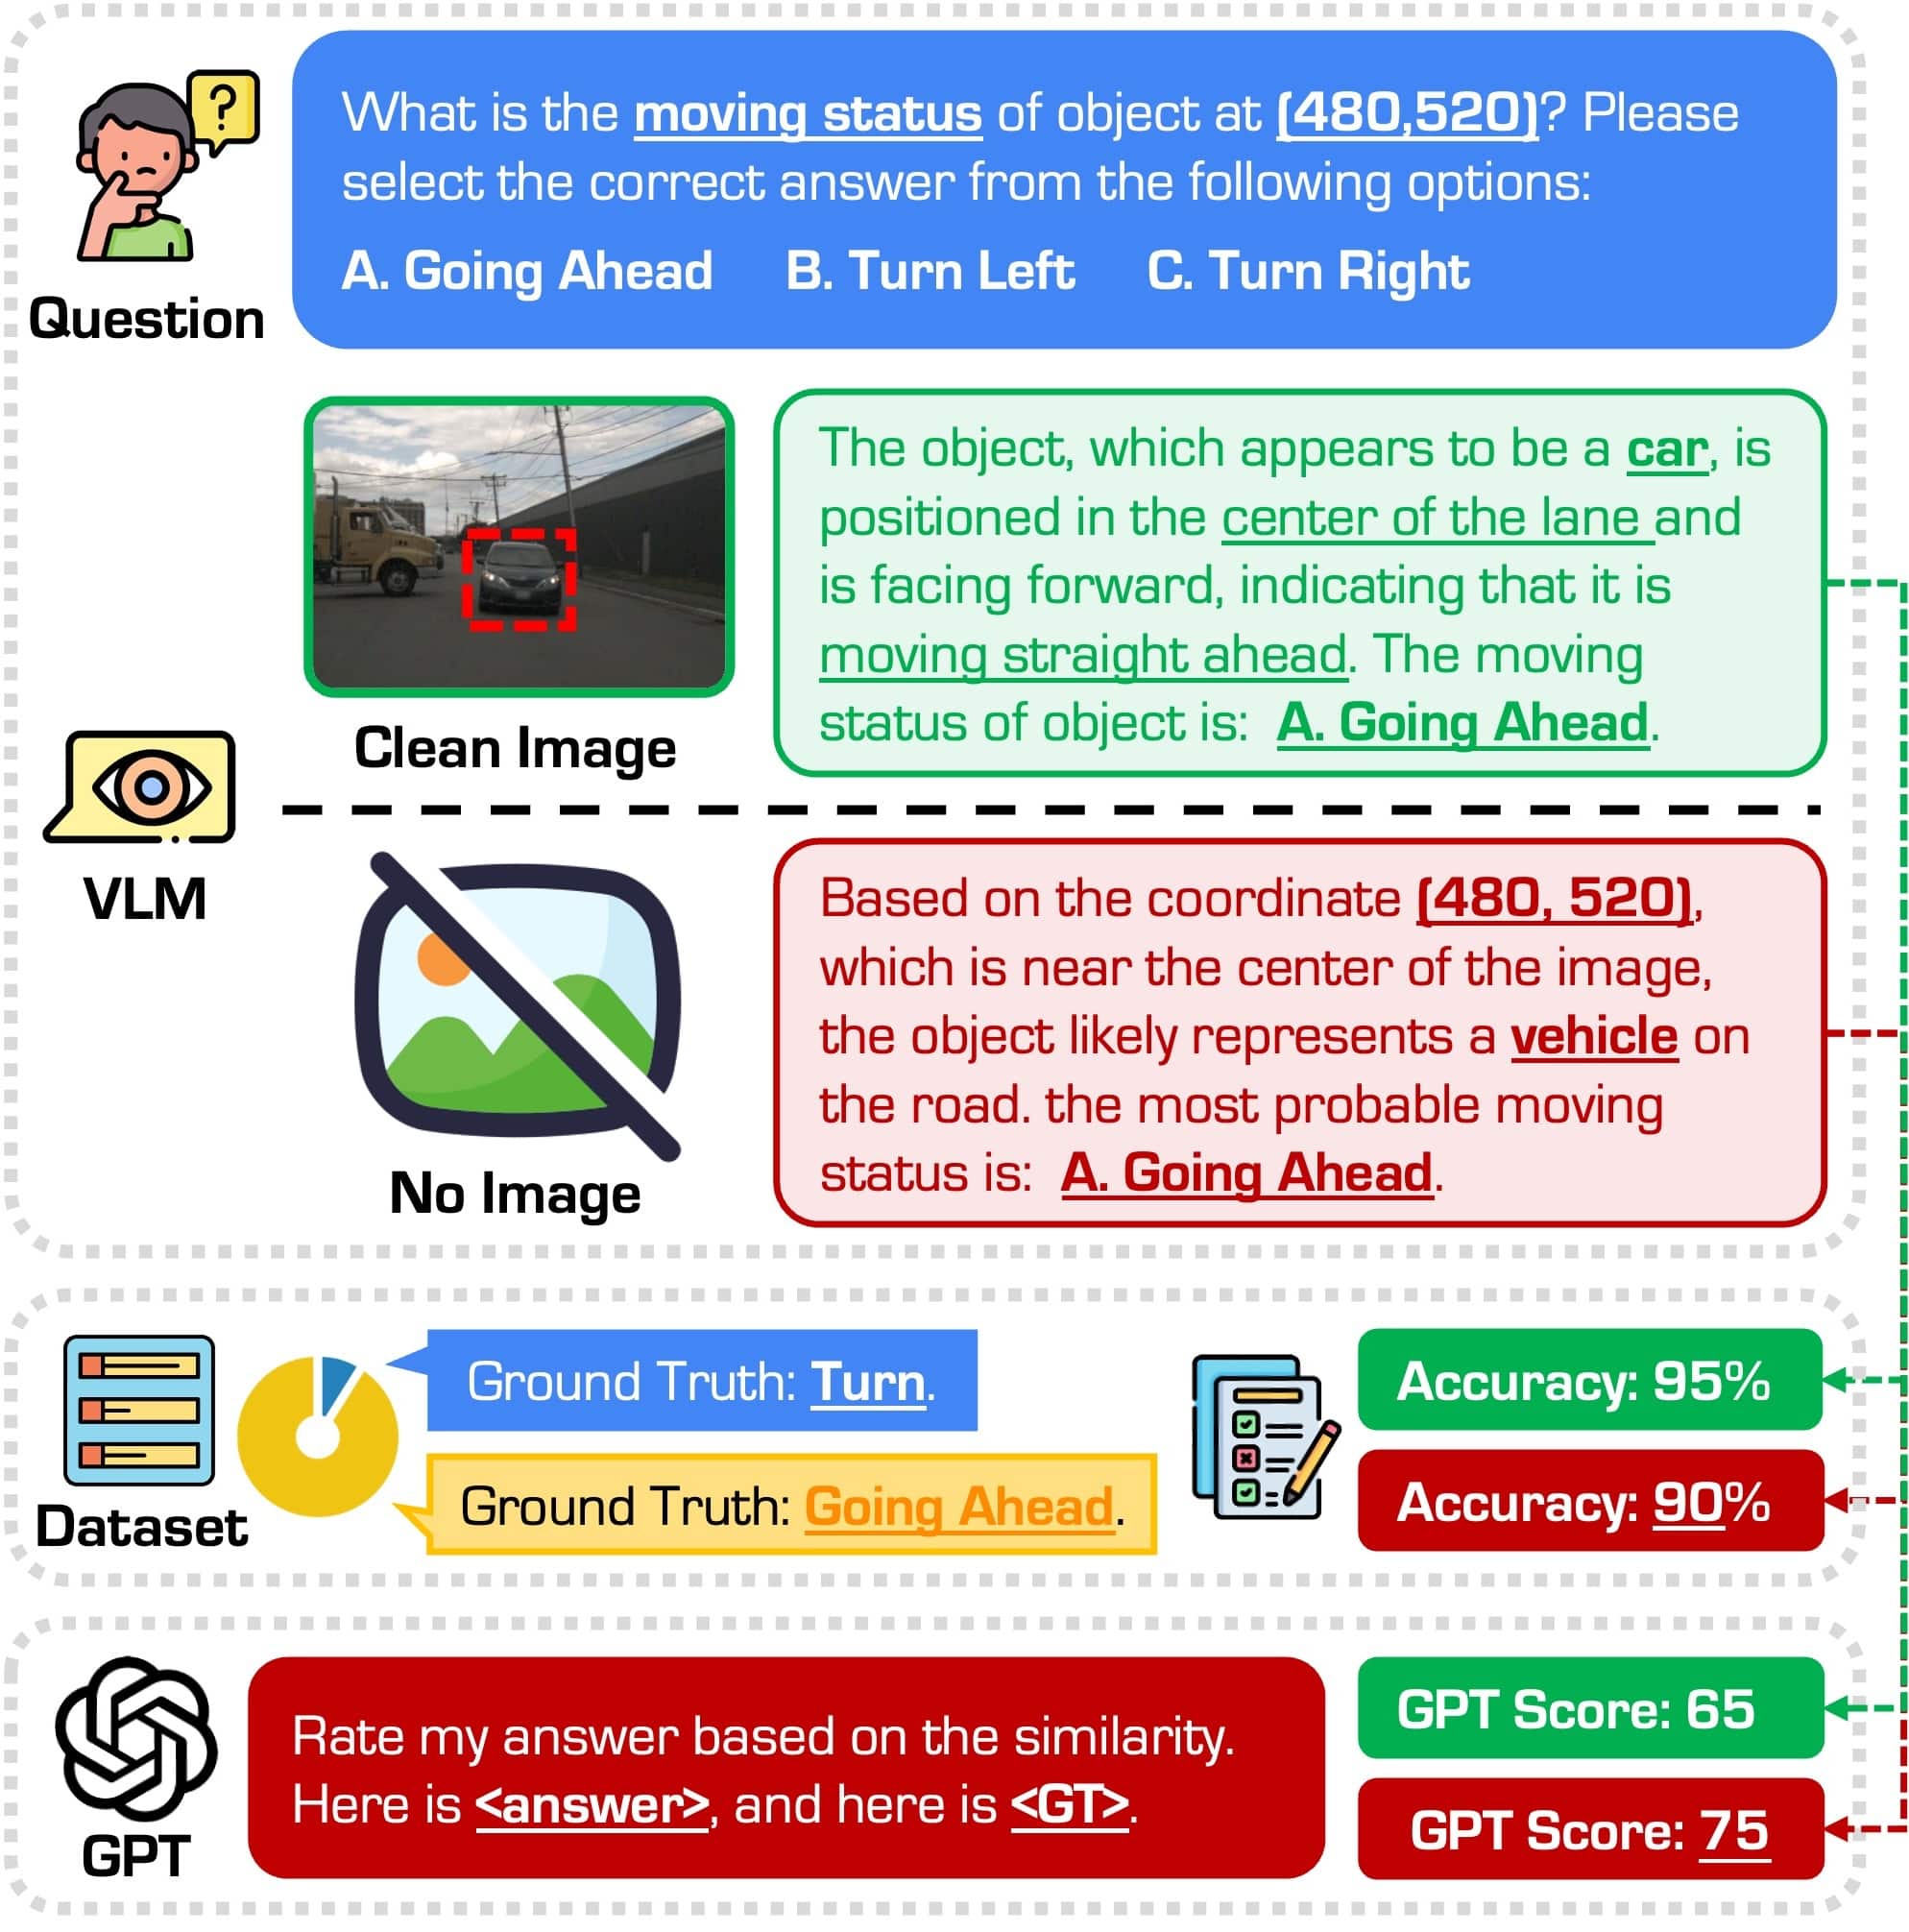 What is the moving status of object at (480,520)? Please
select the correct answer from the following options:
A. Going Ahead B. Turn Left C. Turn Right
?
Question
The object, which appears to be a car, is
positioned in the center of the lane and
is facing forward, indicating that it is
moving straight ahead. The moving
status of object is: A. Going Ahead.
Clean Image
VLM
Based on the coordinate (480, 520),
which is near the center of the image,
the object likely represents a vehicle on
the road. the most probable moving
status is: A. Going Ahead.
No Image
Dataset
Ground Truth: Turn.
Ground Truth: Going Ahead.
Accuracy: 95%
Accuracy: 90%
GPT
Rate my answer based on the similarity.
Here is <answer>, and here is <GT>.
GPT Score: 65
GPT Score: 75